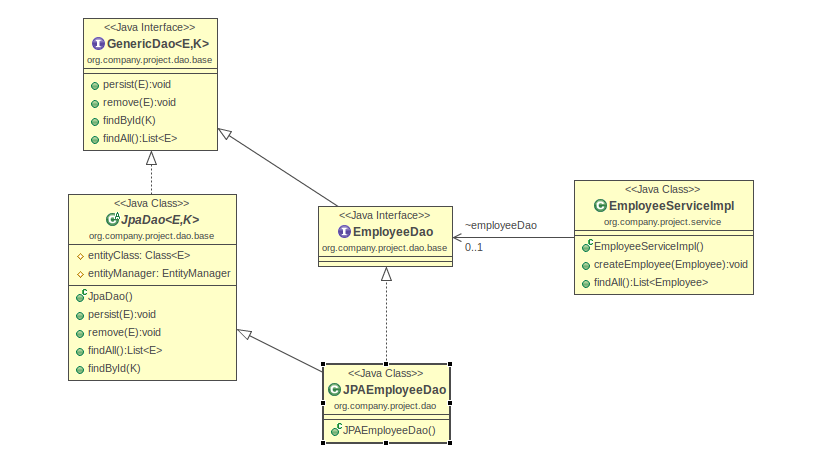 <<Java Interface>>
GenericDao<E,K>
org.company.project.dao.base
persist(E):void
remove(E):void
findById(K)
findAll():List<E>
<<Java Class>>
JpaDao<E,K>
org.company.project.dao.base
entityClass: Class<E>
entityManager: EntityManager
JpaDao()
persist(E):void
remove(E):void
findAll():List<E>
findById(K)
<<Java Interface>>
EmployeeDao
org.company.project.dao.base
~employeeDao
0..1
<<Java Class>>
EmployeeServiceImpl
org.company.project.service
EmployeeServiceImpl()
createEmployee(Employee):void
findAll():List<Employee>
<<Java Class>>
JPAEmployeeDao
org.company.project.dao
JPAEmployeeDao()